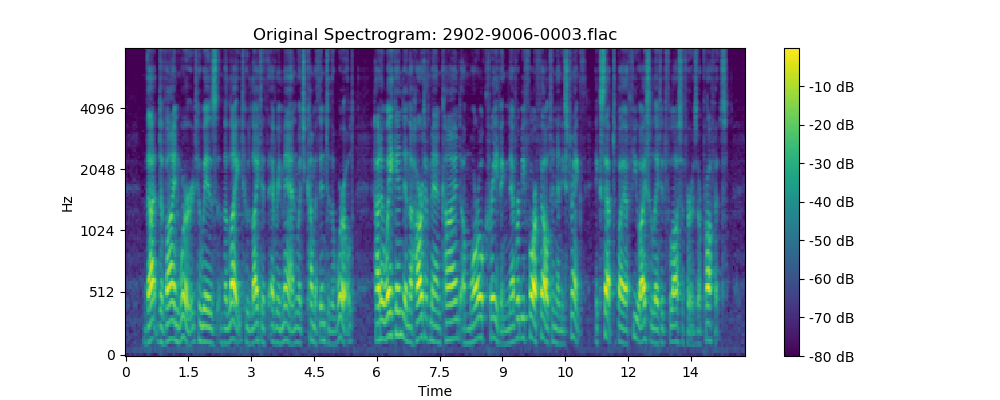 Original Spectrogram: 2902-9006-0003.flac
Hz
4096
2048
1024
512
0
0 1.5 3 4.5 6 7.5 9 10 12 14
Time
-10 dB
-20 dB
-30 dB
-40 dB
-50 dB
-60 dB
-70 dB
-80 dB